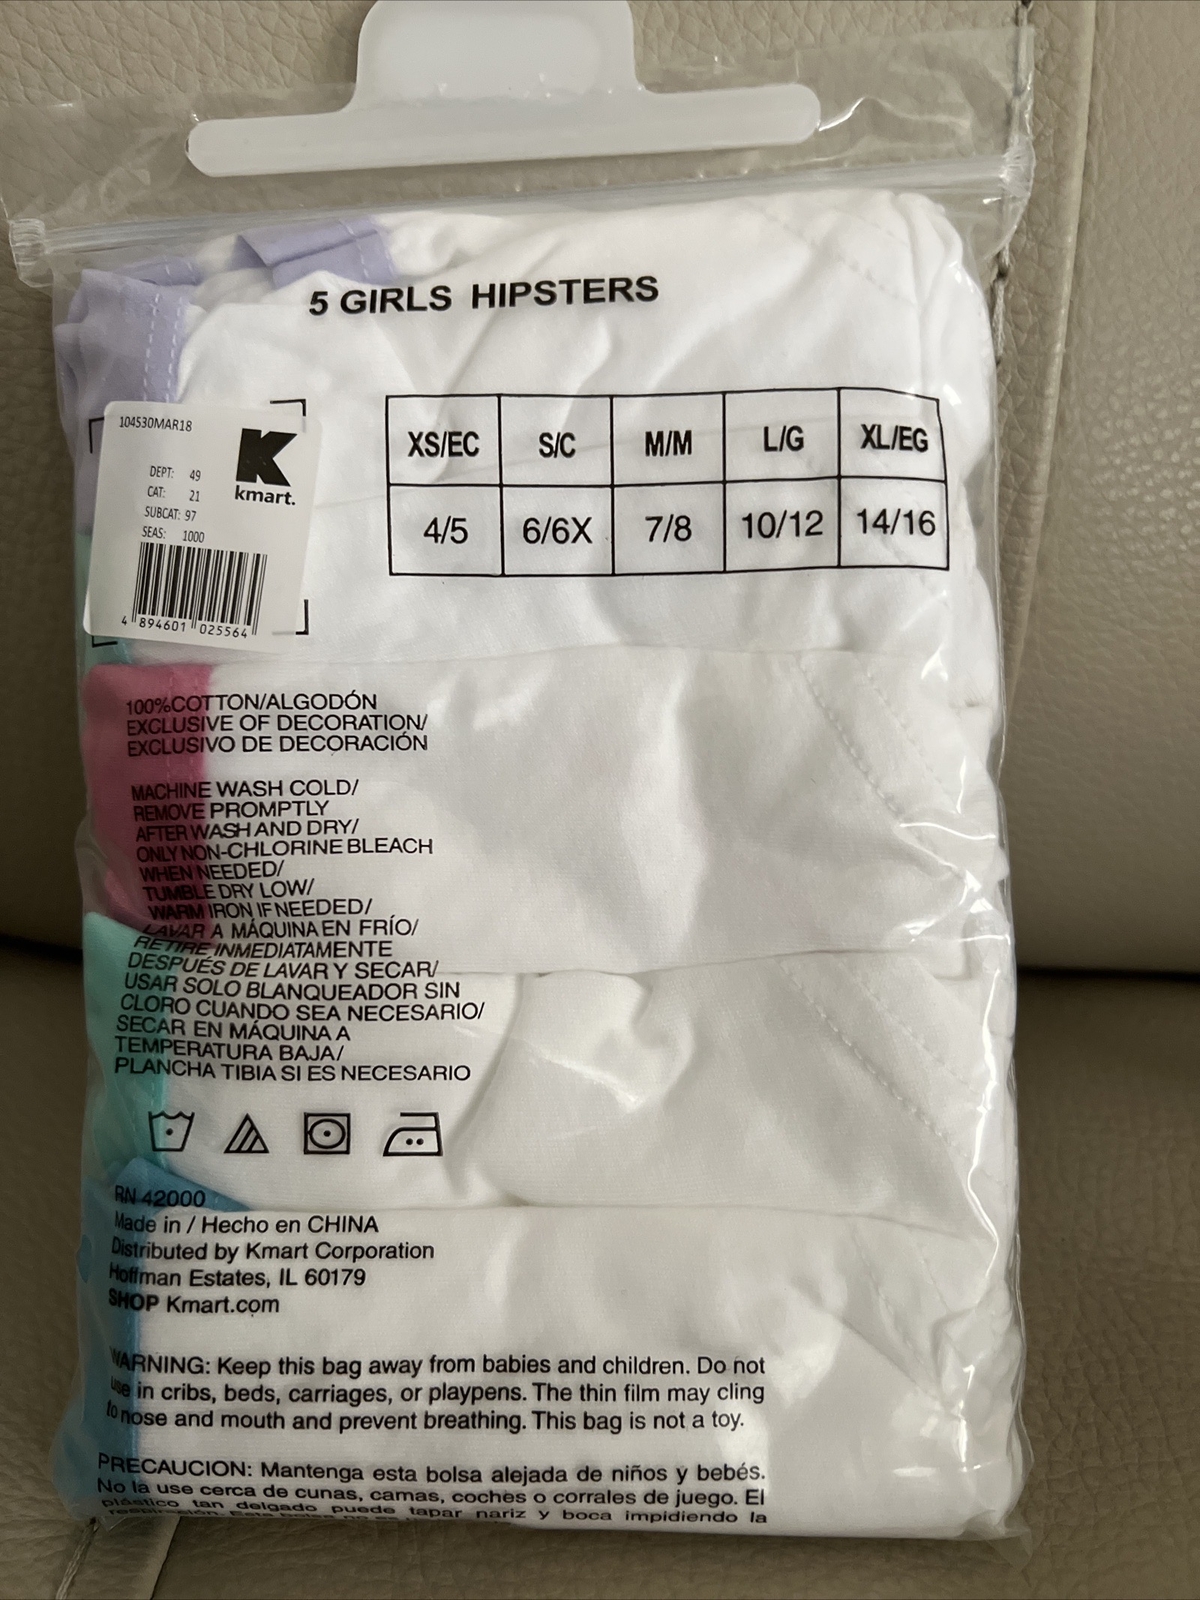 5 GIRLS HIPSTERS
XS/EC S/C M/M L/G XL/EG
4/5 6/6X 7/8 10/12 14/16
104530MAR18
K
kmart.
DEPT: 49
CAT: 21
SUBCAT: 97
SEAS: 1000
4 894601 025564
100%COTTON/ALGODÓN
EXCLUSIVE OF DECORATION/
EXCLUSIVO DE DECORACIÓN
MACHINE WASH COLD/
REMOVE PROMPTLY
AFTER WASH AND DRY/
ONLY NON-CHLORINE BLEACH
WHEN NEEDED/
TUMBLE DRY LOW/
WARM IRON IF NEEDED/
LAVAR A MÁQUINA EN FRÍO/
RETIRE INMEDIATAMENTE
DESPUÉS DE LAVAR Y SECAR/
USAR SOLO BLANQUEADOR SIN
CLORO CUANDO SEA NECESARIO/
SECAR EN MÁQUINA A
TEMPERATURA BAJA/
PLANCHA TIBIA SI ES NECESARIO
RN 42000
Made in / Hecho en CHINA
Distributed by Kmart Corporation
Hoffman Estates, IL 60179
SHOP Kmart.com
WARNING: Keep this bag away from babies and children. Do not
use in cribs, beds, carriages, or playpens. The thin film may cling
to nose and mouth and prevent breathing. This bag is not a toy.
PRECAUCION: Mantenga esta bolsa alejada de niños y bebés.
No la use cerca de cunas, camas, coches o corrales de juego. El
plástico tan delgado puede tapar nariz y boca impidiendo la
respiración. Esta bolsa no